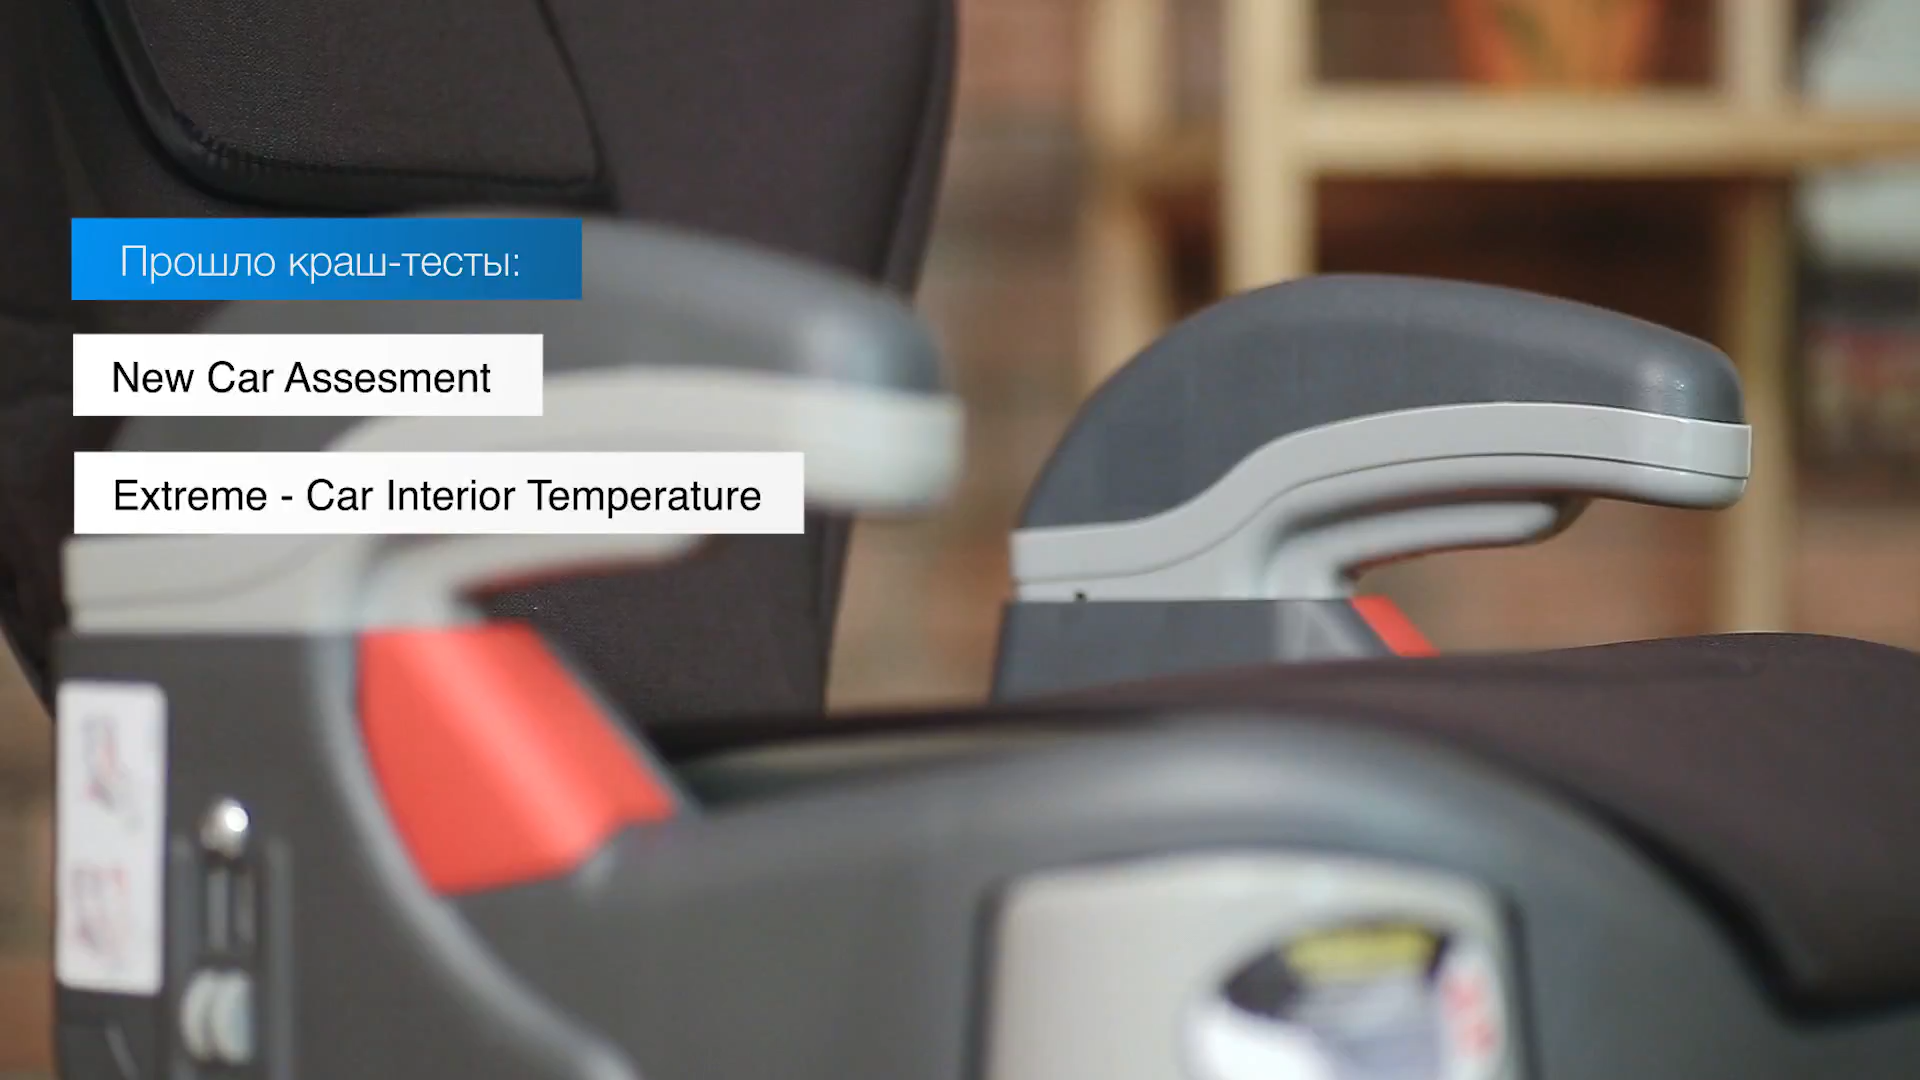 Прошло краш-тесты:
New Car Assesment
Extreme - Car Interior Temperature